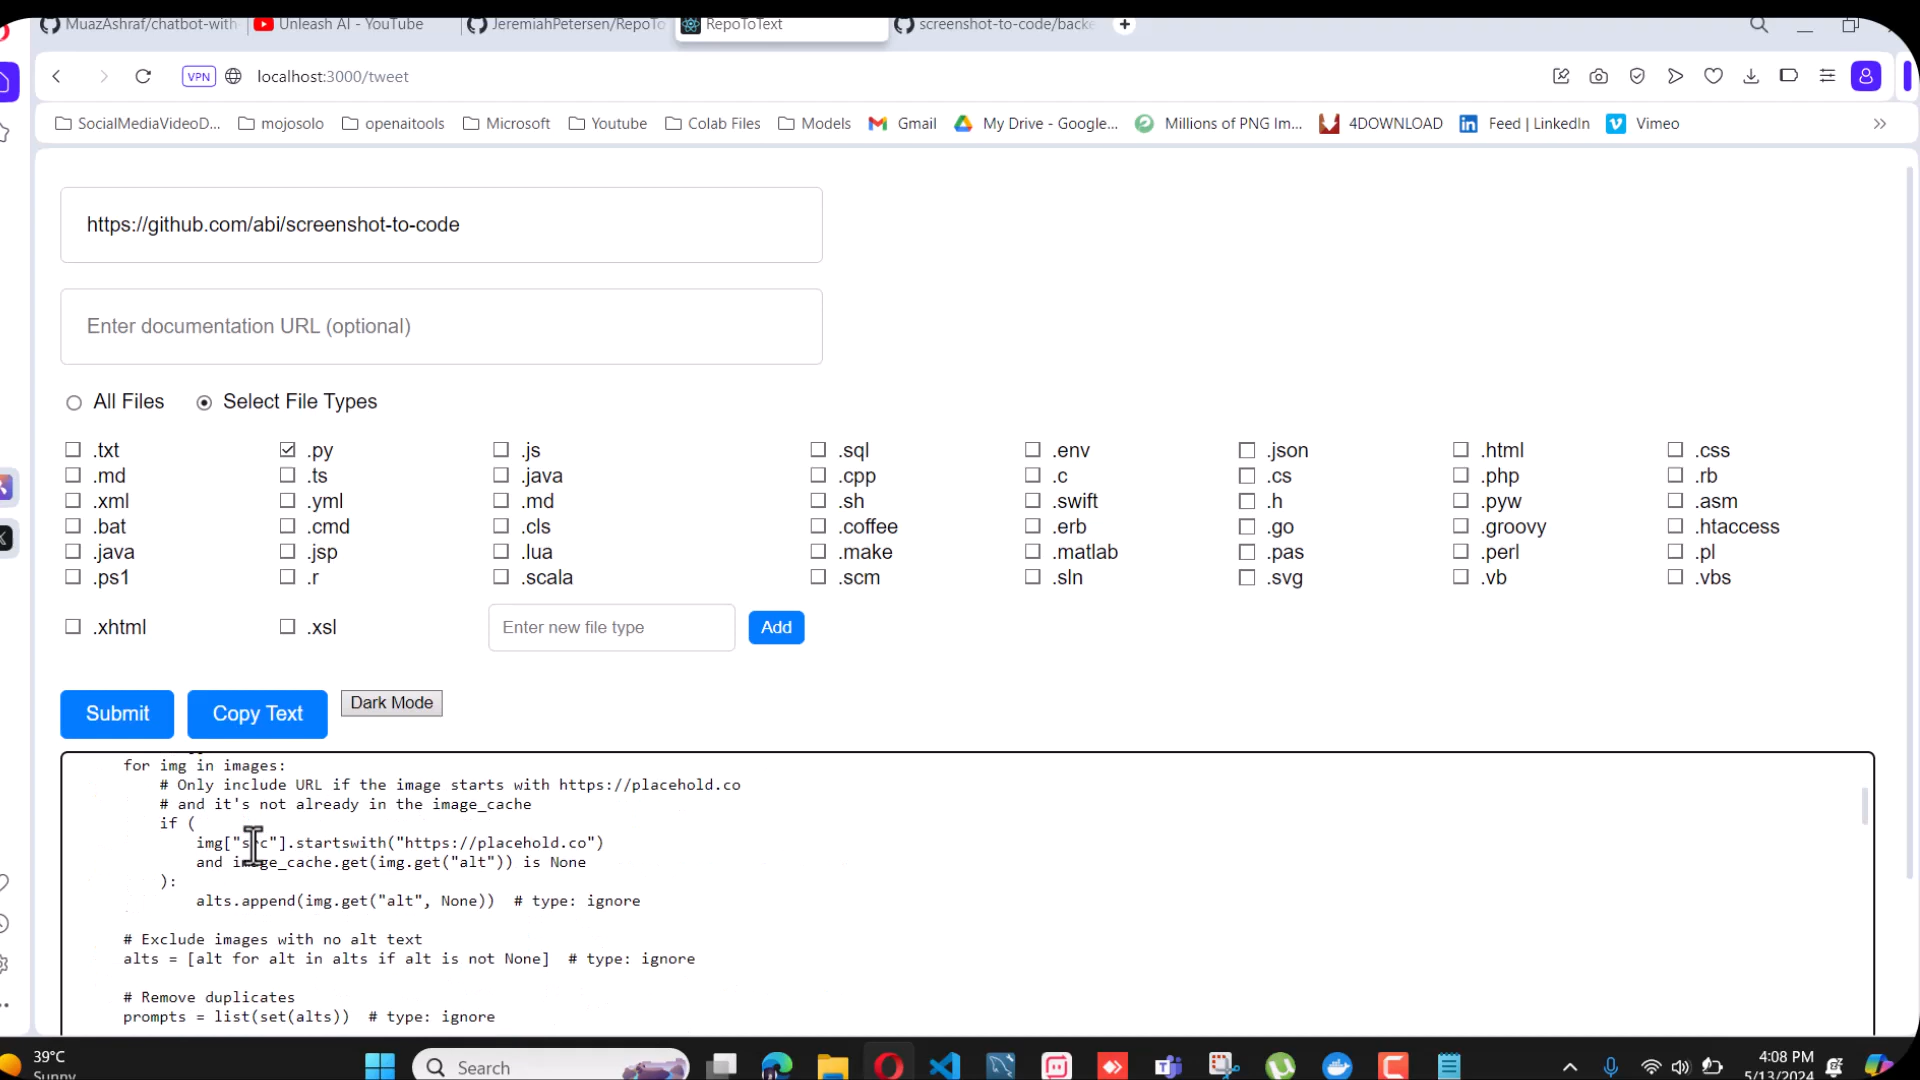 MuazAshraf/chatbot-with
Unleash AI - YouTube
JeremiahPetersen/RepoTo
RepoToText
screenshot-to-code/backe
VPN
localhost:3000/tweet
SocialMediaVideoD...
mojosolo
openaitools
Microsoft
Youtube
Colab Files
Models
Gmail
My Drive - Google...
Millions of PNG Im...
4DOWNLOAD
Feed | LinkedIn
Vimeo
https://github.com/abi/screenshot-to-code
Enter documentation URL (optional)
All Files Select File Types
.txt .py .js .sql .env .json .html .css
.md .ts .java .cpp .c .cs .php .rb
.xml .yml .md .sh .swift .h .pyw .asm
.bat .cmd .cls .coffee .erb .go .groovy .htaccess
.java .jsp .lua .make .matlab .pas .perl .pl
.ps1 .r .scala .scm .sln .svg .vb .vbs
.xhtml .xsl Enter new file type Add
Submit Copy Text Dark Mode
for img in images:
# Only include URL if the image starts with https://placehold.co
# and it's not already in the image_cache
if (
img["src"].startswith("https://placehold.co")
and image_cache.get(img.get("alt")) is None
):
alts.append(img.get("alt", None)) # type: ignore
# Exclude images with no alt text
alts = [alt for alt in alts if alt is not None] # type: ignore
# Remove duplicates
prompts = list(set(alts)) # type: ignore
39°C
Sunny
Search
4:08 PM
5/13/2024